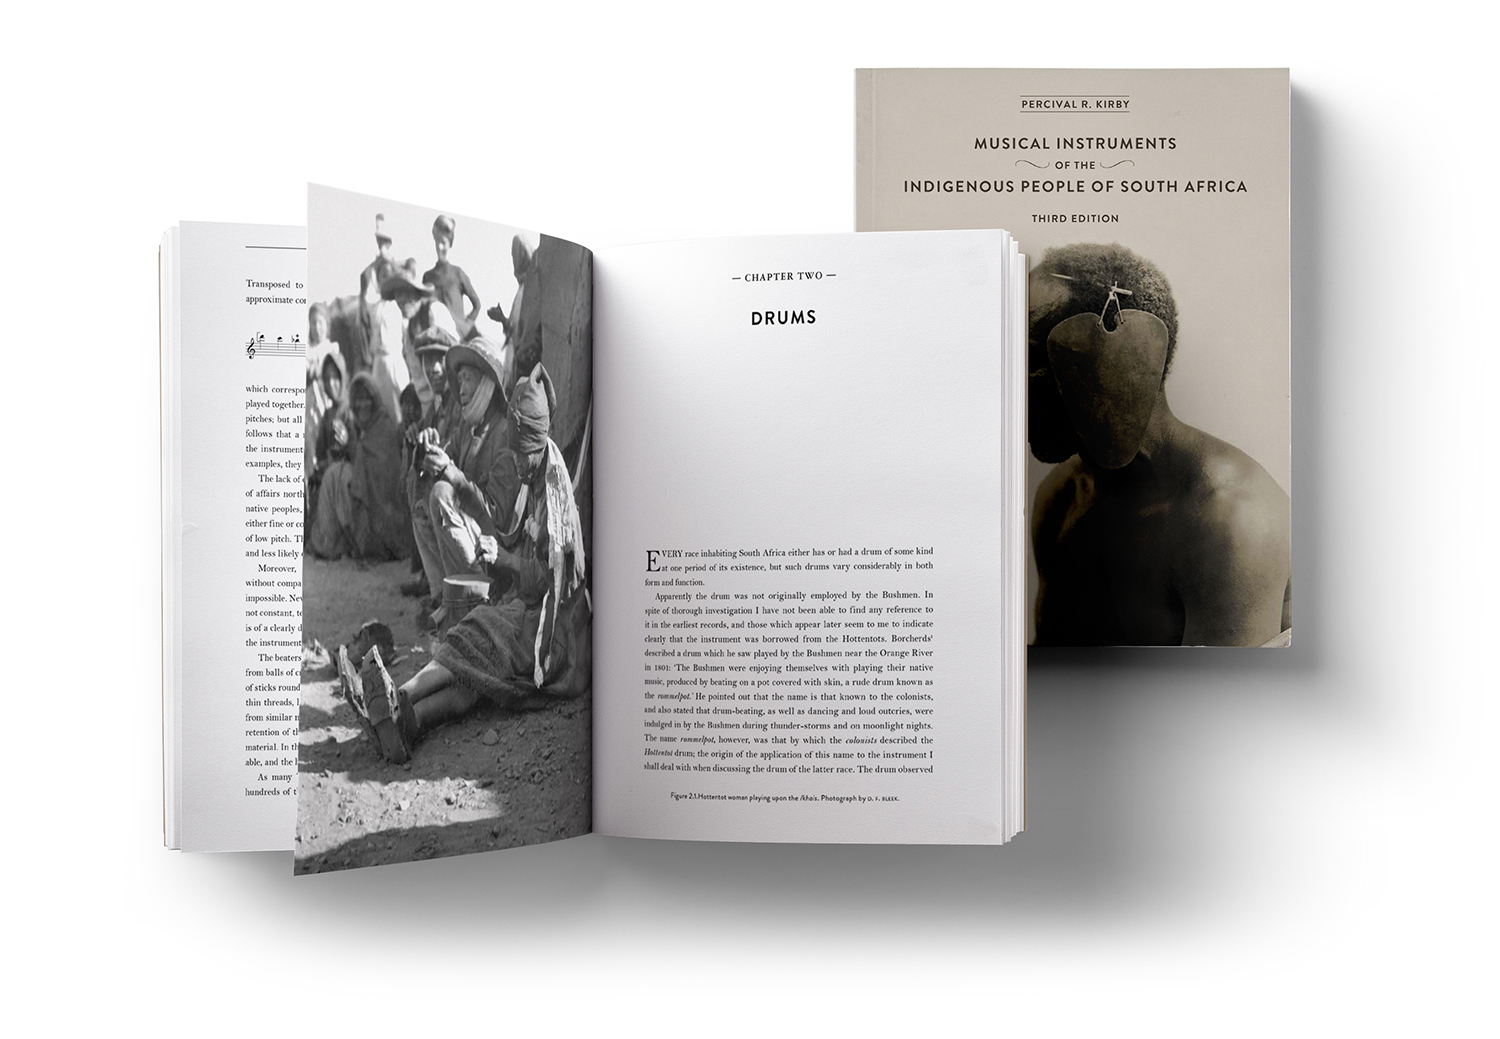 PERCIVAL R. KIRBY
MUSICAL INSTRUMENTS
OF THE
INDIGENOUS PEOPLE OF SOUTH AFRICA
THIRD EDITION
Transposed to
approximate
which
played together.
pitches; but all
follows that a
the instrument
examples, they
The lack of
of affairs north
native peoples,
either fine or
of low pitch.
and less likely
Moreover,
without
impossible.
not constant,
is of a clearly
the instrument
The beaters
from balls of
of sticks round
thin threads,
from similar
retention of
material. In
able, and the
As many
hundreds of
— CHAPTER TWO —
DRUMS
EVERY race inhabiting South Africa either has or had a drum of some kind
at one period of its existence, but such drums vary considerably in both
form and function.
Apparently the drum was not originally employed by the Bushmen. In
spite of thorough investigation I have not been able to find any reference to
it in the earliest records, and those which appear later seem to me to indicate
clearly that the instrument was borrowed from the Hottentots. Borcherds¹
described a drum which he saw played by the Bushmen near the Orange River
in 1801: 'The Bushmen were enjoying themselves with playing their native
music, produced by beating on a pot covered with skin, a rude drum known as
the rommelpot.' He pointed out that the name is that known to the colonists,
and also stated that drum-beating, as well as dancing and loud outcries, were
indulged in by the Bushmen during thunder-storms and on moonlight nights.
The name rommelpot, however, was that by which the colonists described the
Hottentot drum; the origin of the application of this name to the instrument I
shall deal with when discussing the drum of the latter race. The drum observed
Figure 2.1.Hottentot woman playing upon the /khais. Photograph by D. F. BLEEK.